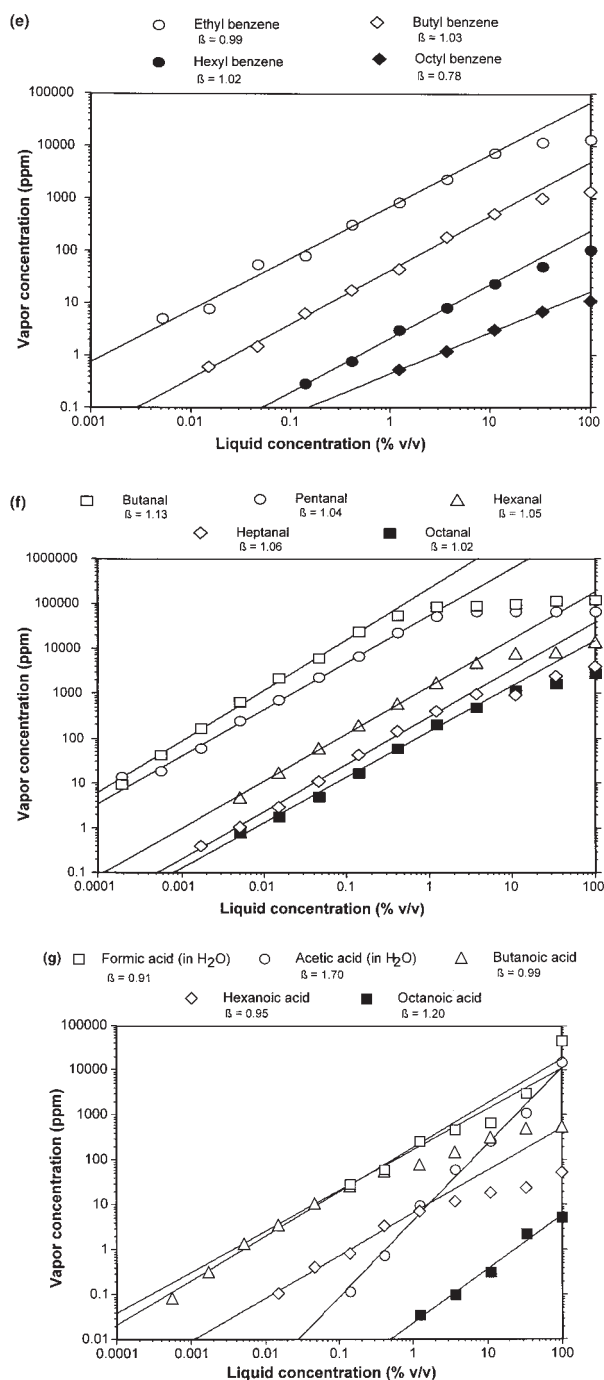 (e)
Ethyl benzene
ß = 0.99
Butyl benzene
ß = 1.03
Hexyl benzene
ß = 1.02
Octyl benzene
ß = 0.78
100000
10000
1000
100
10
1
0.1
Vapor concentration (ppm)
0.001
0.01
0.1
1
10
100
Liquid concentration (% v/v)
(f)
Butanal
ß = 1.13
Pentanal
ß = 1.04
Hexanal
ß = 1.05
Heptanal
ß = 1.06
Octanal
ß = 1.02
1000000
100000
10000
1000
100
10
1
0.1
Vapor concentration (ppm)
0.0001
0.001
0.01
0.1
1
10
100
Liquid concentration (% v/v)
(g)
Formic acid (in H₂O)
ß = 0.91
Acetic acid (in H₂O)
ß = 1.70
Butanoic acid
ß = 0.99
Hexanoic acid
ß = 0.95
Octanoic acid
ß = 1.20
100000
10000
1000
100
10
1
0.1
0.01
Vapor concentration (ppm)
0.0001
0.001
0.01
0.1
1
10
100
Liquid concentration (% v/v)